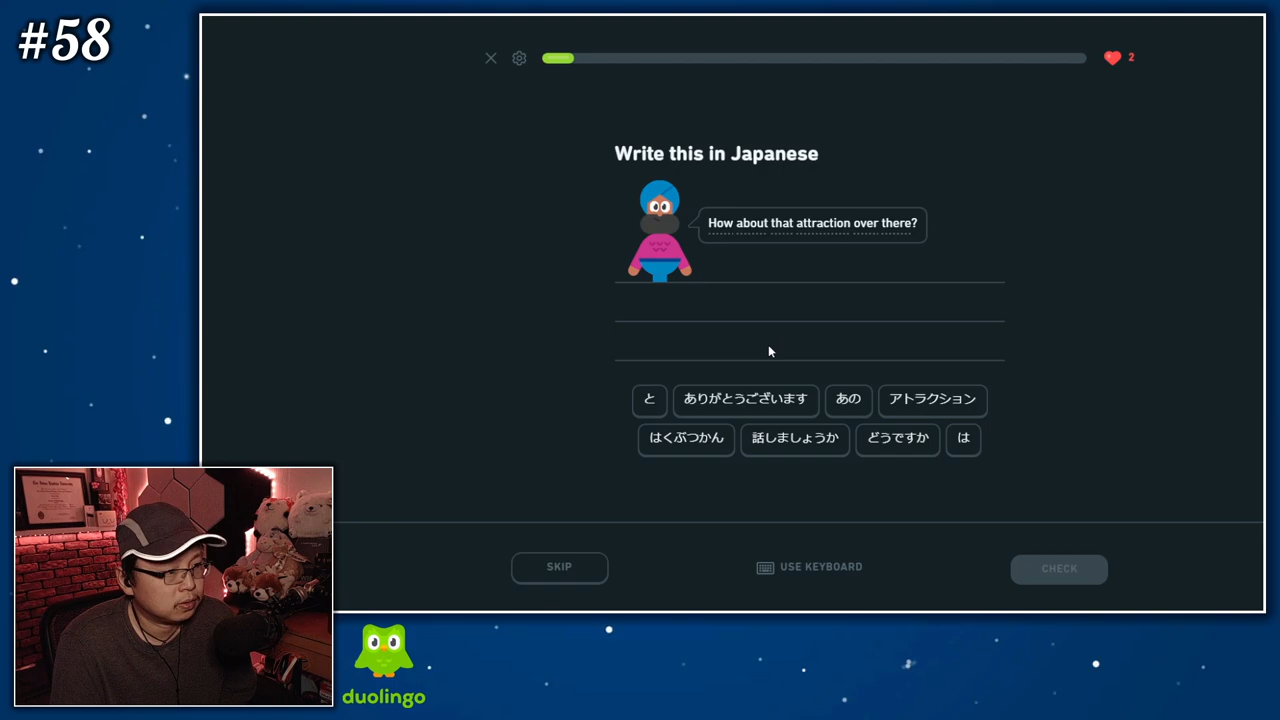 #58
2
Write this in Japanese
How about that attraction over there?
と ありがとうございます あの アトラクション
はくぶつかん 話しましょうか どうですか は
SKIP USE KEYBOARD CHECK
duolingo